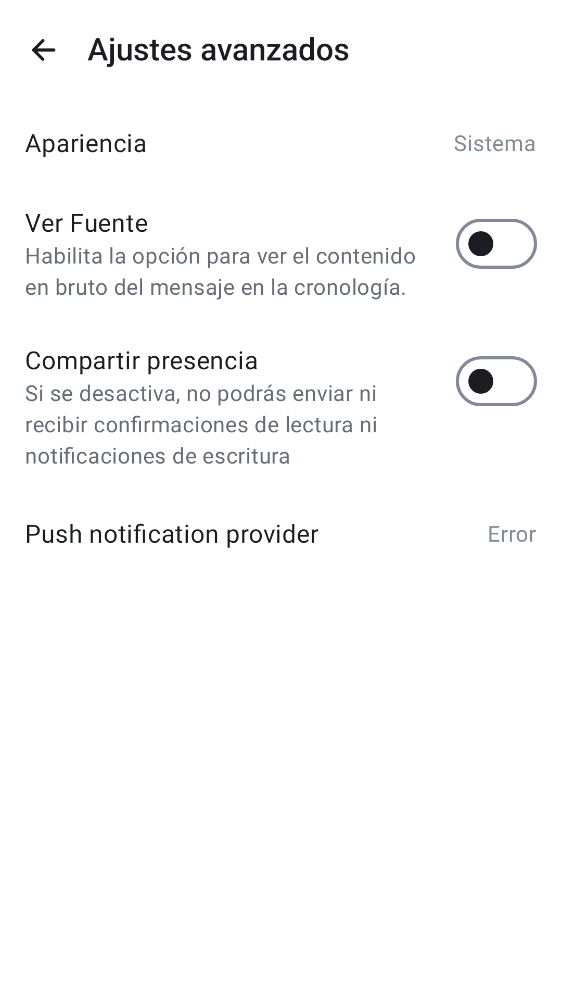 Ajustes avanzados
Apariencia
Sistema
Ver Fuente
Habilita la opción para ver el contenido
en bruto del mensaje en la cronología.
Compartir presencia
Si se desactiva, no podrás enviar ni
recibir confirmaciones de lectura ni
notificaciones de escritura
Push notification provider
Error